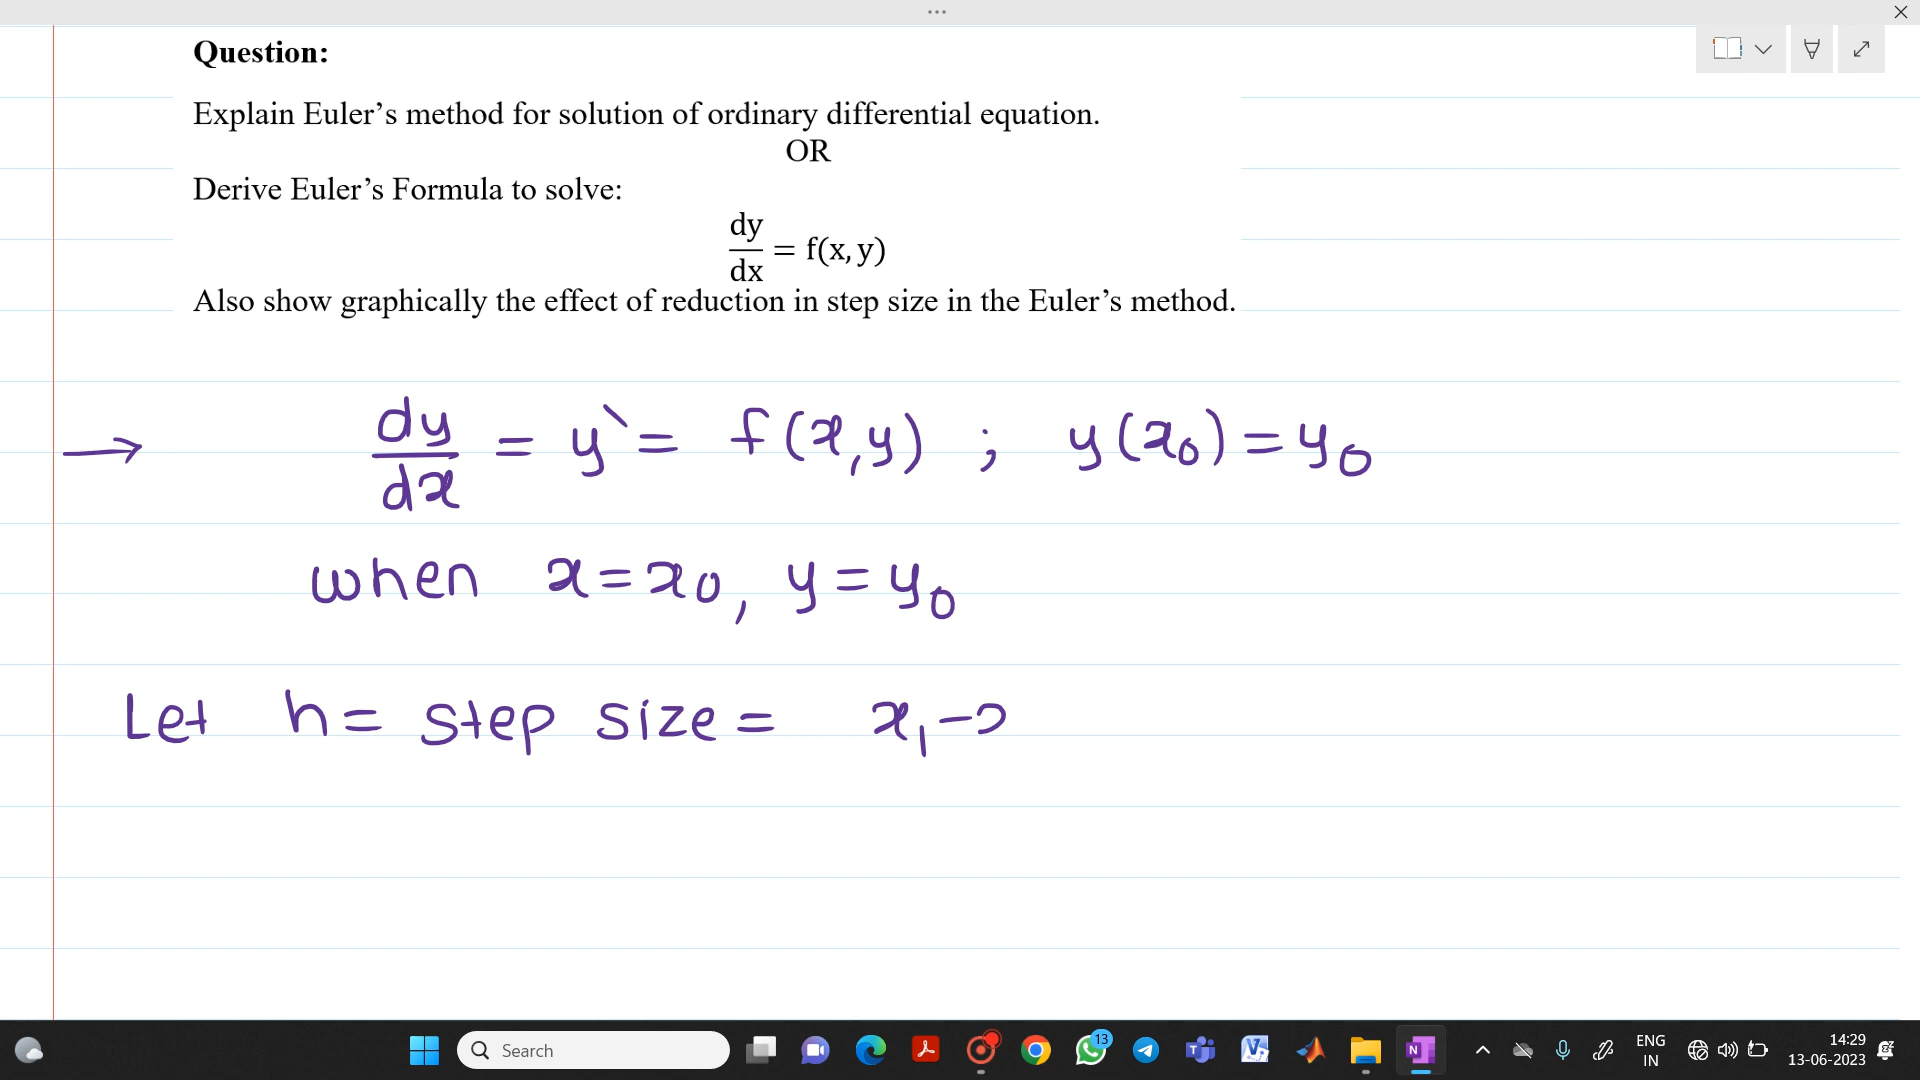 Question:
Explain Euler’s method for solution of ordinary differential equation.
OR
Derive Euler’s Formula to solve:
dy/dx = f(x, y)
Also show graphically the effect of reduction in step size in the Euler’s method.
→ dy/dx = y` = f(x,y) ; y(x₀) = y₀
when x=x₀, y=y₀
Let h= step size = x₁-
Search
13
ENG
IN
14:29
13-06-2023